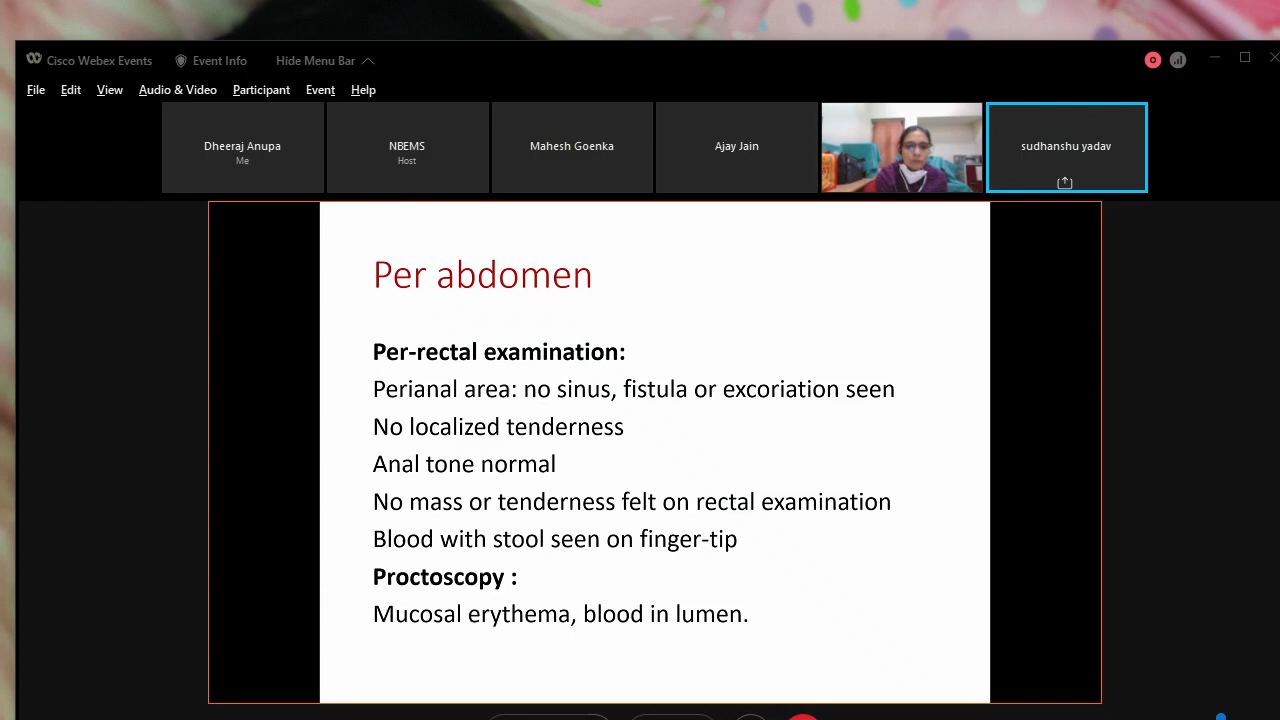 Cisco Webex Events Event Info Hide Menu Bar
File Edit View Audio & Video Participant Event Help
Dheeraj Anupa
Me
NBEMS
Host
Mahesh Goenka
Ajay Jain
sudhanshu yadav
Per abdomen
Per-rectal examination:
Perianal area: no sinus, fistula or excoriation seen
No localized tenderness
Anal tone normal
No mass or tenderness felt on rectal examination
Blood with stool seen on finger-tip
Proctoscopy :
Mucosal erythema, blood in lumen.